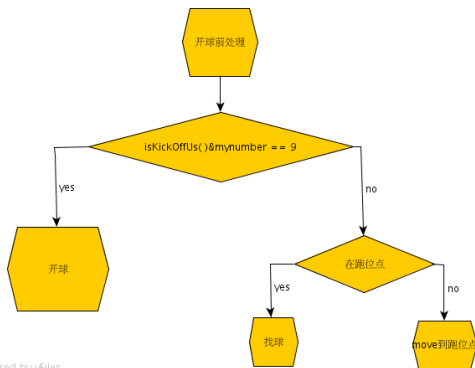 开球前处理
isKickOffUs( )&mynumber == 9
yes
no
开球
在跑位点
yes
no
找球
move到跑位点